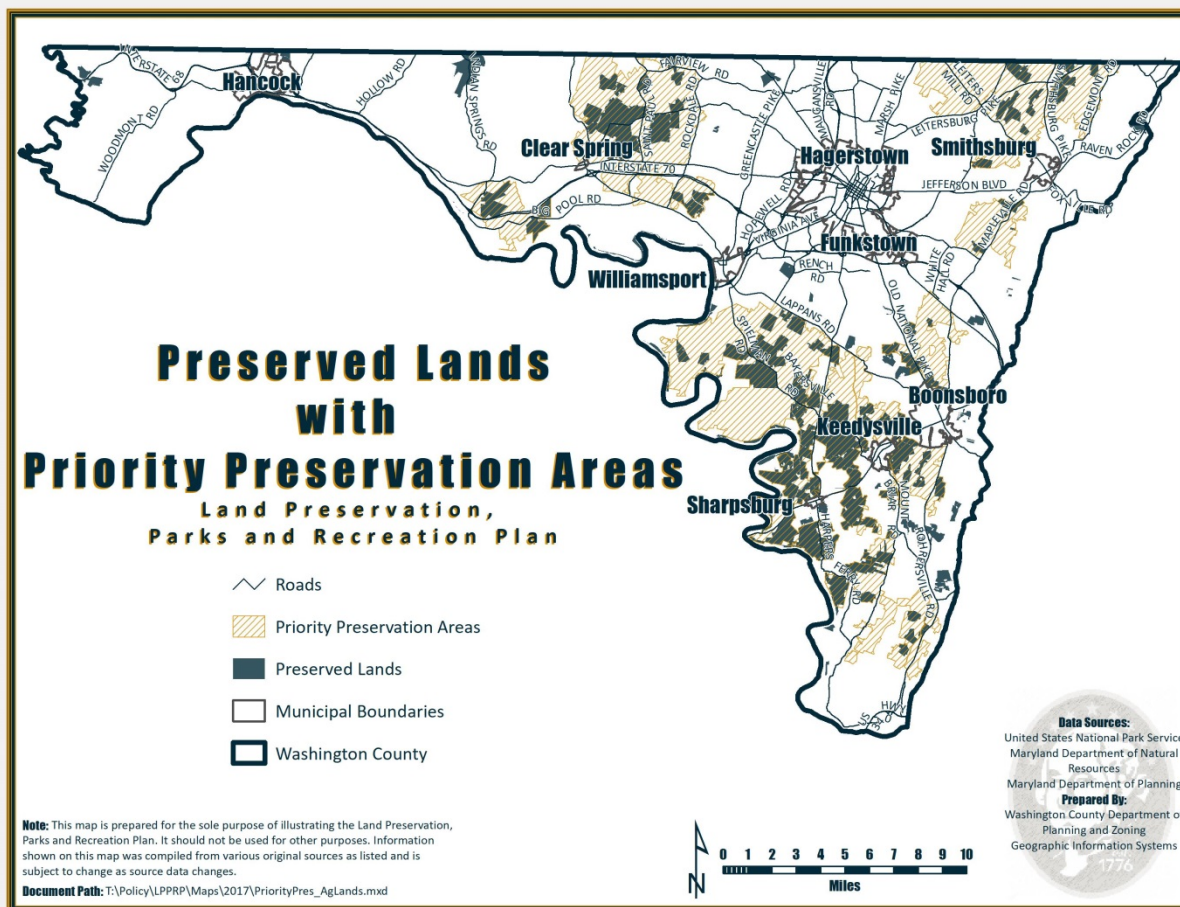 INTERSTATE 68
Hancock
WOODMONT RD
HOLLOW RD
INDIAN SPRINGS RD
FAIRVIEW RD
Clear Spring
SAINT PAUL RD
ROCKDALE RD
GREENCASTLE PIKE
MAUGANSVILLE RD
MARSH PIKE
LEITERS MILL RD
LEITERSBURG PIKE
SMITHSBURG PIKE
EDGEMONT RD
RAVEN ROCK RD
Hagerstown
Smithsburg
INTERSTATE 70
JEFFERSON BLVD
FOXVILLE RD
BIG POOL RD
HOPEWELL RD
VIRGINIA AVE
MAPLEVILLE RD
Funkstown
Williamsport
RENCH RD
WHITE HALL RD
LAPPANS RD
OLD NATIONAL PIKE
SPIELMAN RD
BAKERSVILLE RD
Boonsboro
Keedysville
Sharpsburg
HARPERS FERRY RD
MOUNT BRIAR RD
ROHRERSVILLE RD
US HWY 340
Preserved Lands
with
Priority Preservation Areas
Land Preservation,
Parks and Recreation Plan
Roads
Priority Preservation Areas
Preserved Lands
Municipal Boundaries
Washington County
Note: This map is prepared for the sole purpose of illustrating the Land Preservation,
Parks and Recreation Plan. It should not be used for other purposes. Information
shown on this map was compiled from various original sources as listed and is
subject to change as source data changes.
Document Path: T:\Policy\LPPRP\Maps\2017\PriorityPres_AgLands.mxd
N
0 1 2 3 4 5 6 7 8 9 10
Miles
Data Sources:
United States National Park Service
Maryland Department of Natural
Resources
Maryland Department of Planning
Prepared By:
Washington County Department of
Planning and Zoning
Geographic Information Systems
1776